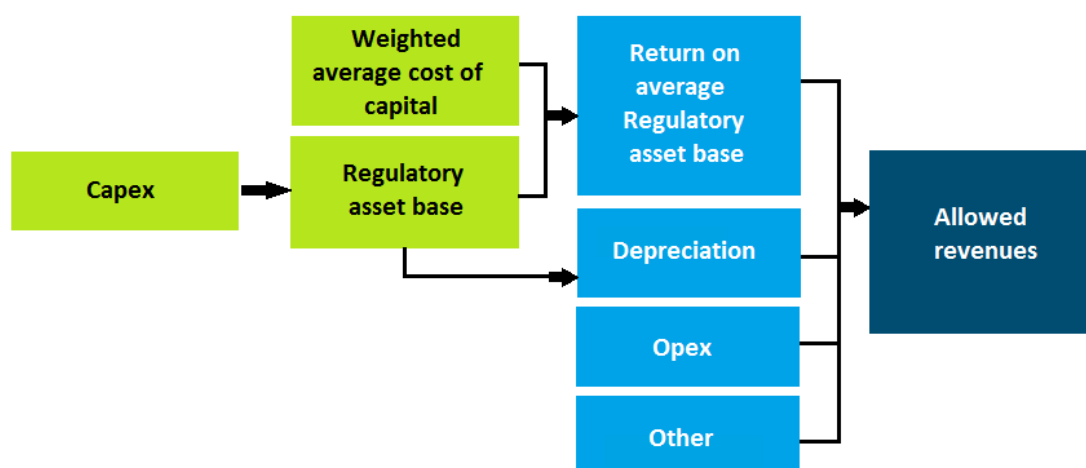 Weighted
average cost of
capital
Return on
average
Regulatory
asset base
Capex
Regulatory
asset base
Allowed
revenues
Depreciation
Opex
Other